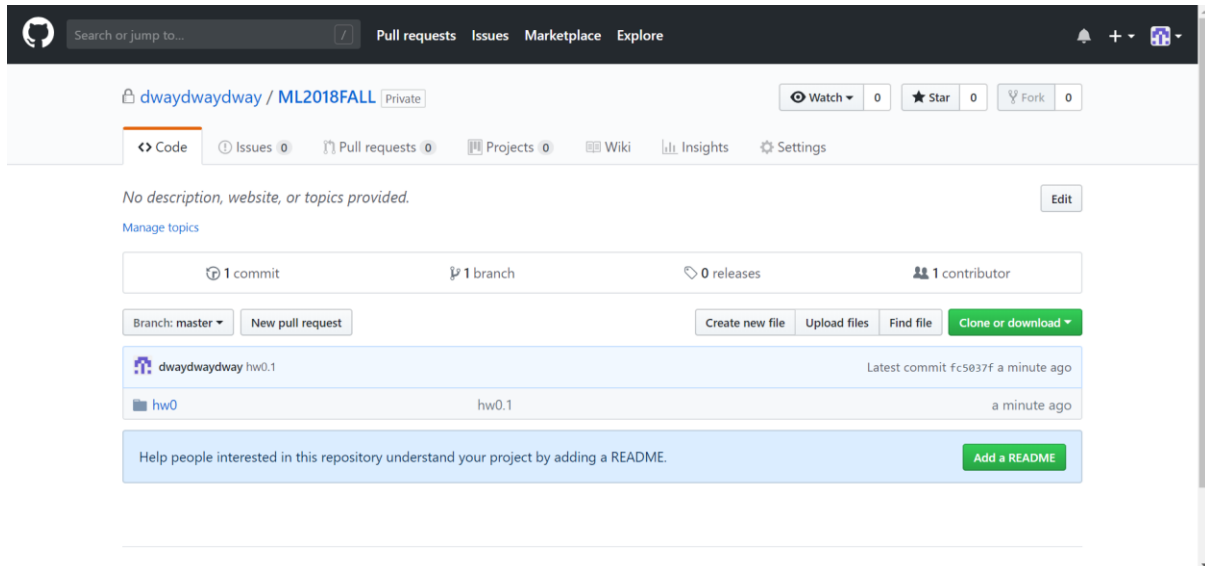 Search or jump to... / Pull requests Issues Marketplace Explore
dwaydwaydway / ML2018FALL Private Watch 0 Star 0 Fork 0
Code Issues 0 Pull requests 0 Projects 0 Wiki Insights Settings
No description, website, or topics provided. Edit
Manage topics
1 commit 1 branch 0 releases 1 contributor
Branch: master New pull request Create new file Upload files Find file Clone or download
dwaydwaydway hw0.1 Latest commit fc5037f a minute ago
hw0 hw0.1 a minute ago
Help people interested in this repository understand your project by adding a README. Add a README